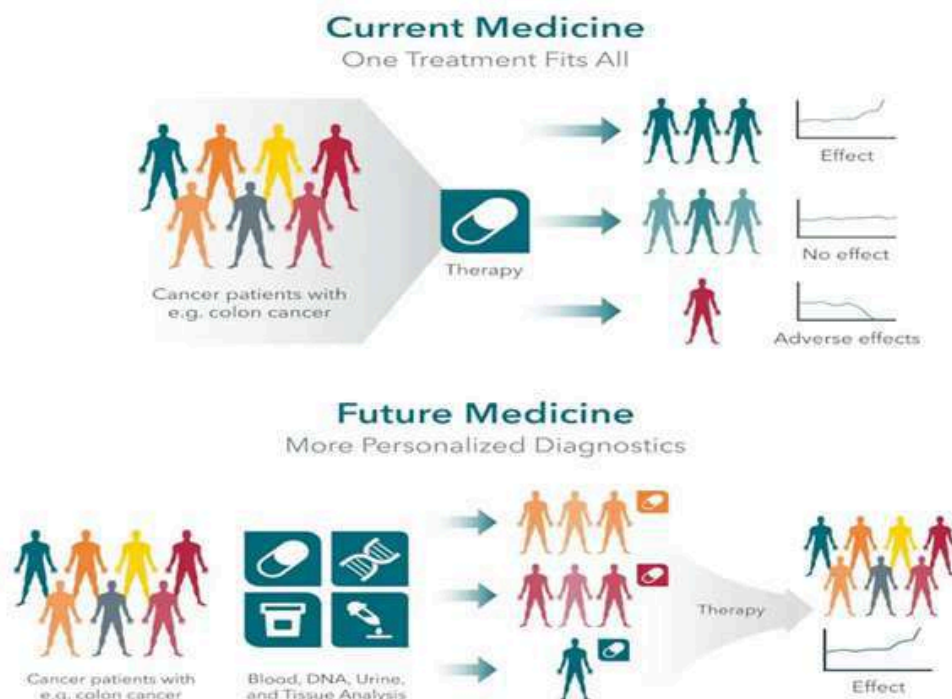 Current Medicine
One Treatment Fits All
Effect
Therapy
No effect
Cancer patients with
e.g. colon cancer
Adverse effects
Future Medicine
More Personalized Diagnostics
Therapy
Cancer patients with
e.g. colon cancer
Blood, DNA, Urine,
and Tissue Analysis
Effect